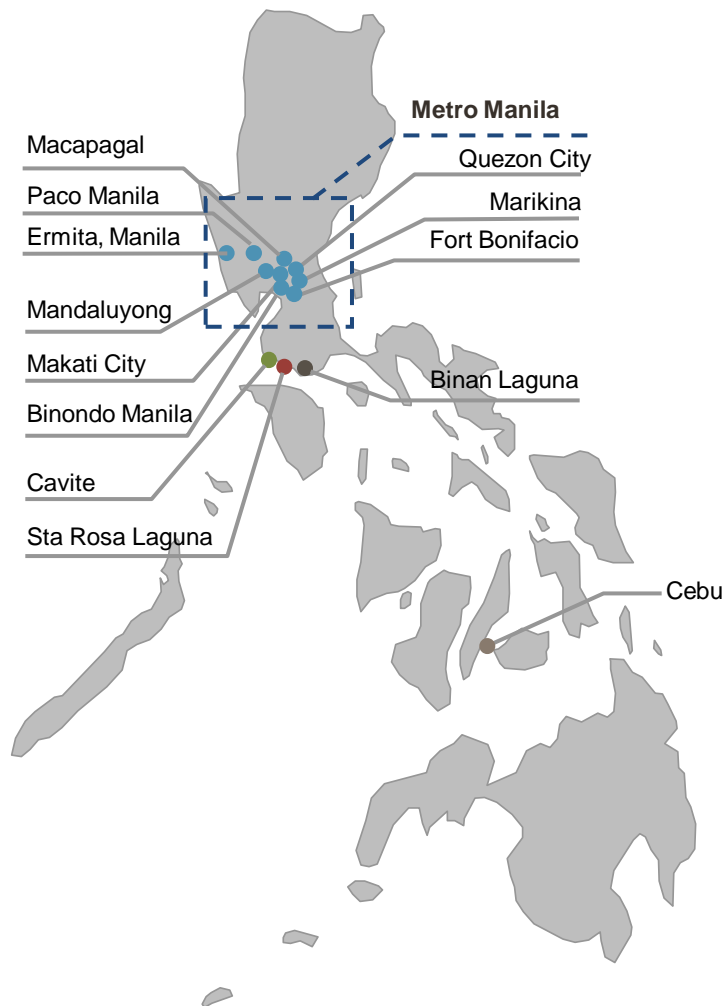 Metro Manila
Macapagal
Quezon City
Paco Manila
Marikina
Ermita, Manila
Fort Bonifacio
Mandaluyong
Makati City
Binan Laguna
Binondo Manila
Cavite
Sta Rosa Laguna
Cebu